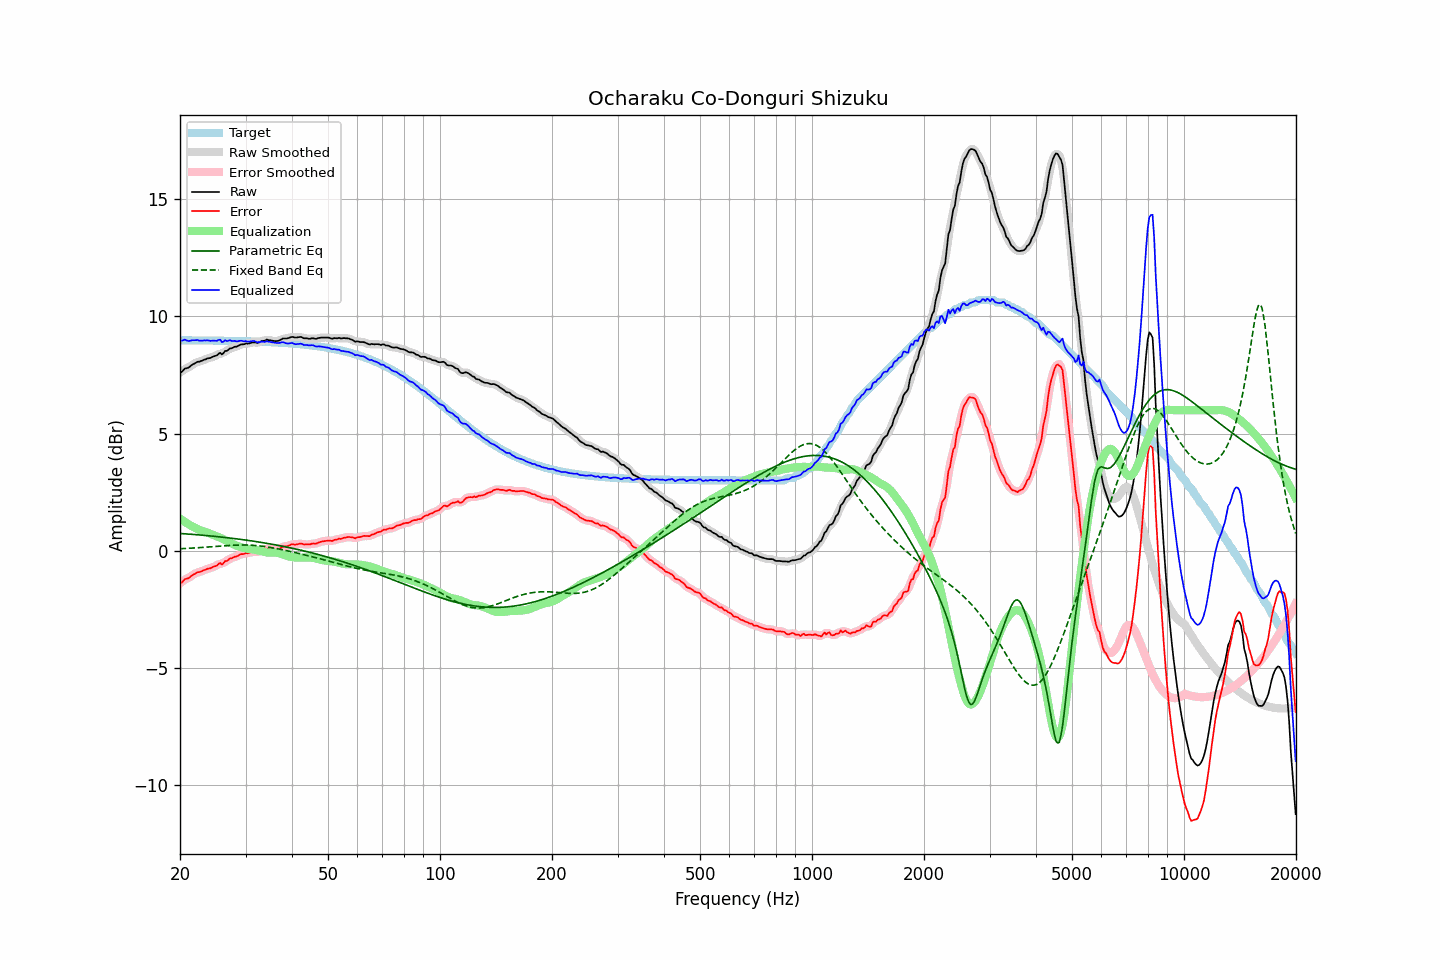 Ocharaku Co-Donguri Shizuku
Target
Raw Smoothed
Error Smoothed
Raw
Error
Equalization
Parametric Eq
Fixed Band Eq
Equalized
Amplitude (dBr)
15
10
5
0
−5
−10
20 50 100 200 500 1000 2000 5000 10000 20000
Frequency (Hz)